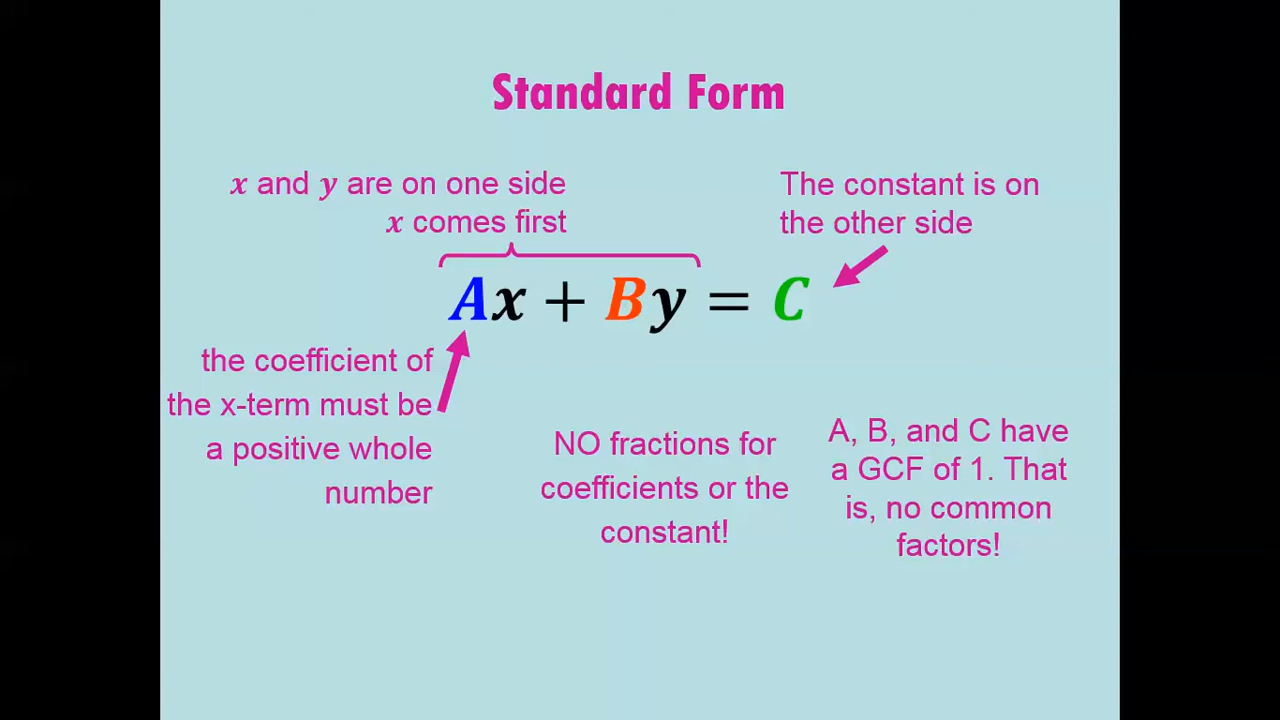 Standard Form
x and y are on one side
x comes first
The constant is on
the other side
Ax + By = C
the coefficient of
the x-term must be
a positive whole
number
NO fractions for
coefficients or the
constant!
A, B, and C have
a GCF of 1. That
is, no common
factors!